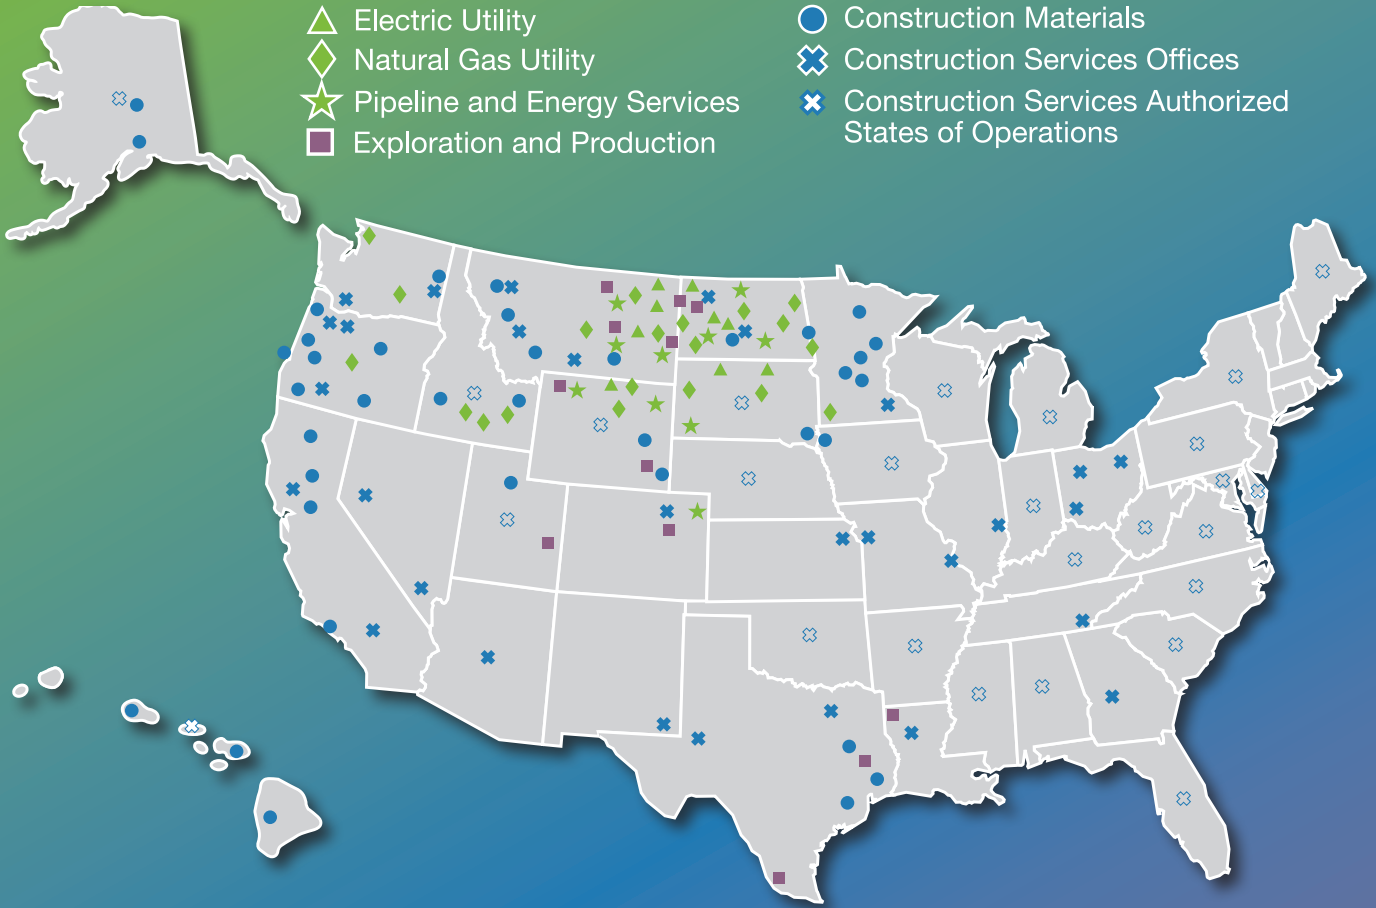 Electric Utility
Natural Gas Utility
Pipeline and Energy Services
Exploration and Production
Construction Materials
Construction Services Offices
Construction Services Authorized
States of Operations